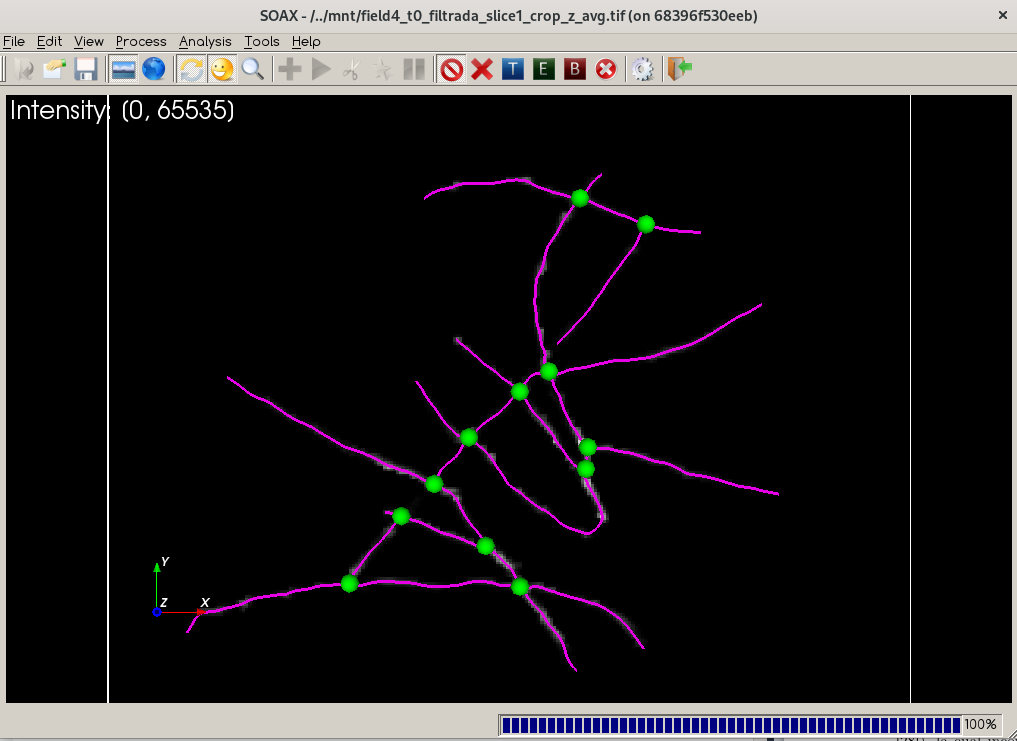 SOAX - /../mnt/field4_t0_filtrada_slice1_crop_z_avg.tif (on 68396f530eeb)
File Edit View Process Analysis Tools Help
T E B
Intensity: (0, 65535)
Y
Z X
100%